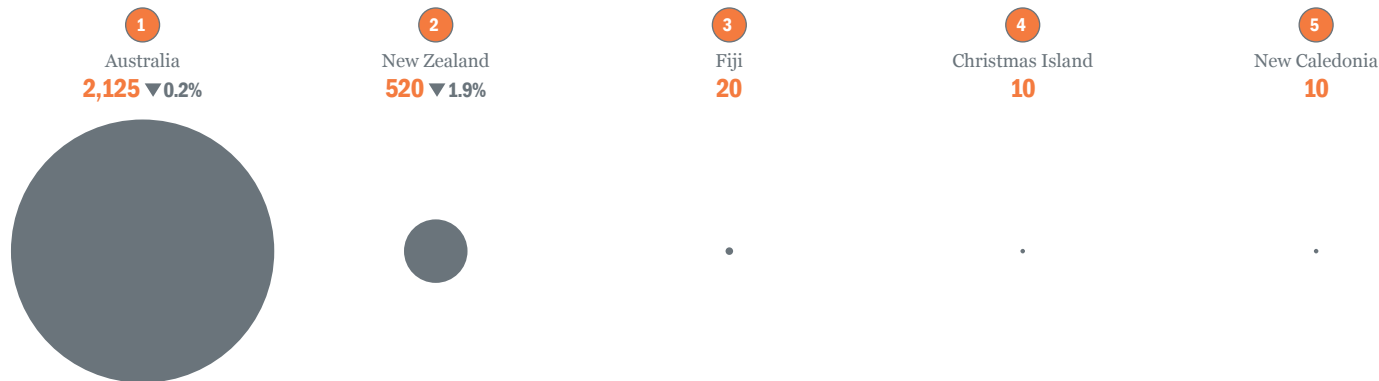 1
Australia
2,125 ▼0.2%
2
New Zealand
520 ▼1.9%
3
Fiji
20
4
Christmas Island
10
5
New Caledonia
10